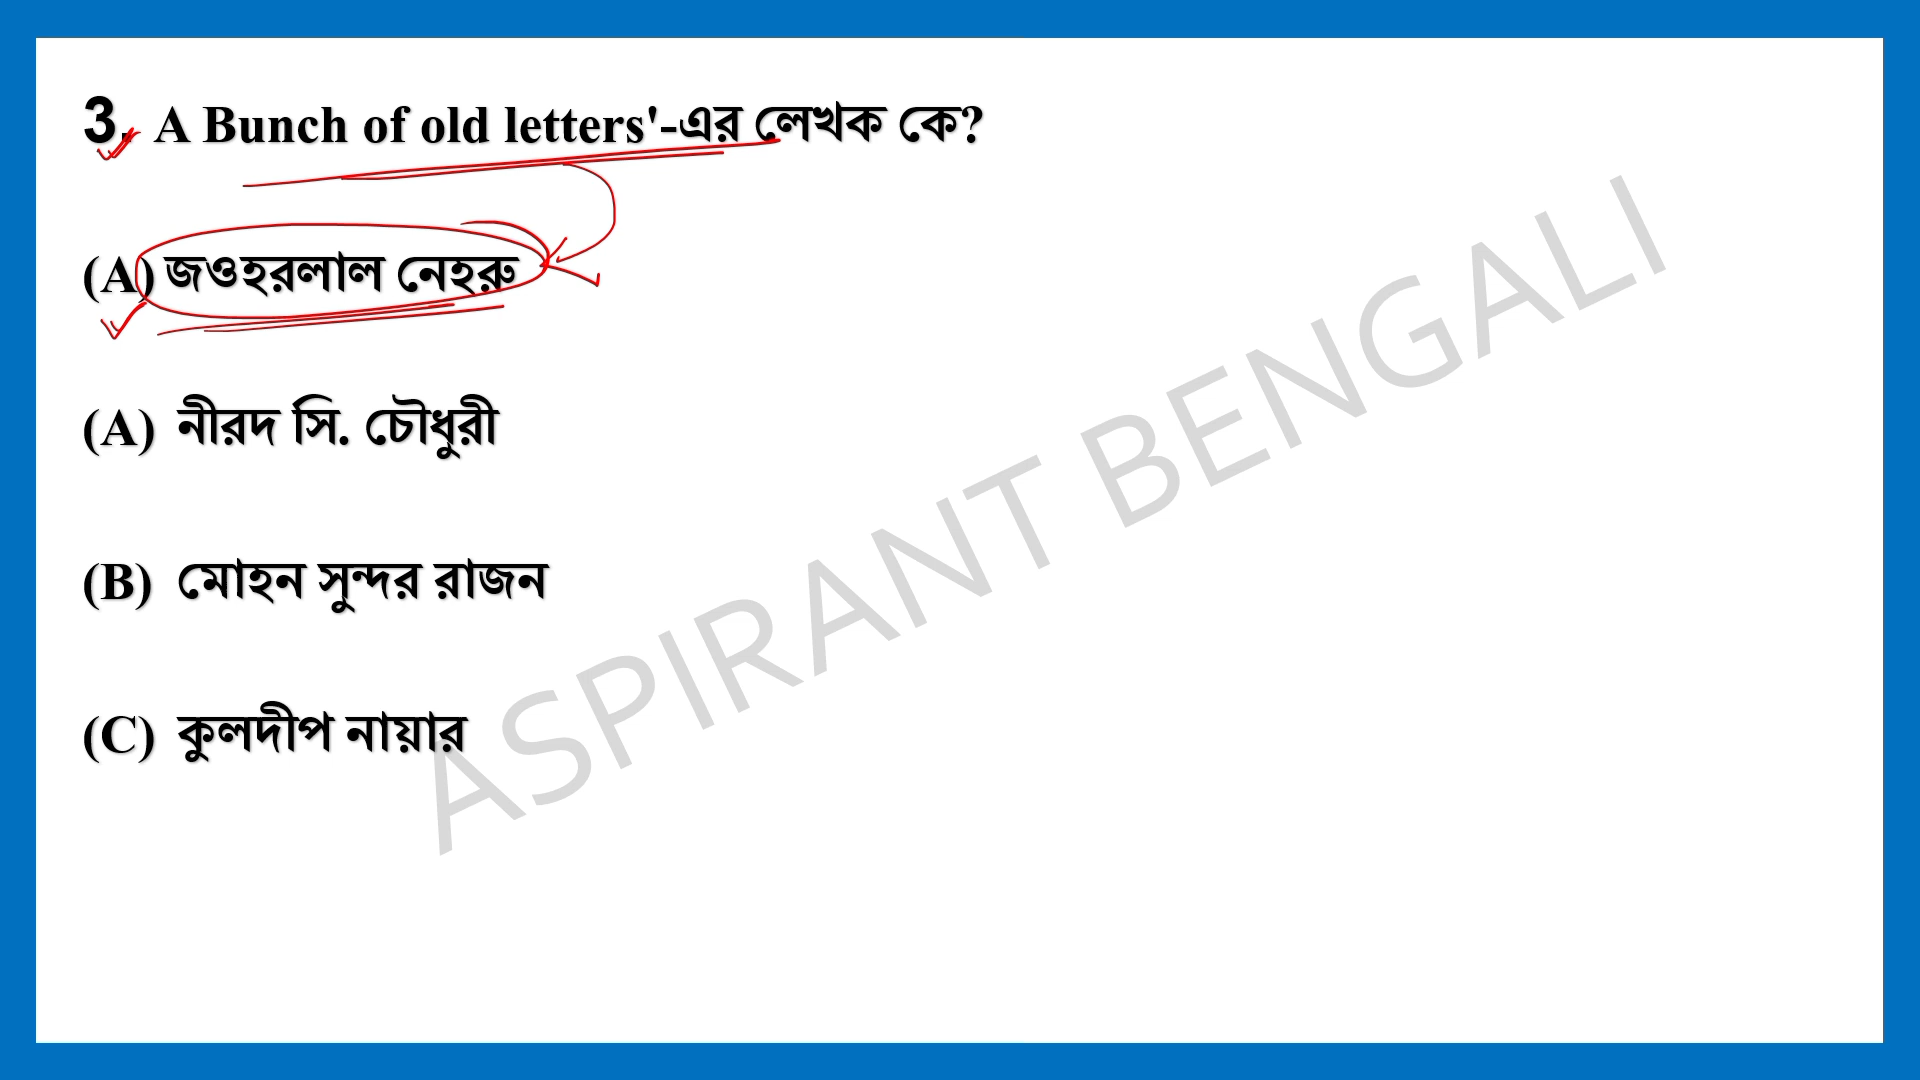 3. A Bunch of old letters'-এর লেখক কে?
(A) জওহরলাল নেহরু
(A) নীরদ সি. চৌধুরী
(B) মোহন সুন্দর রাজন
(C) কুলদীপ নায়ার
ASPIRANT BENGALI